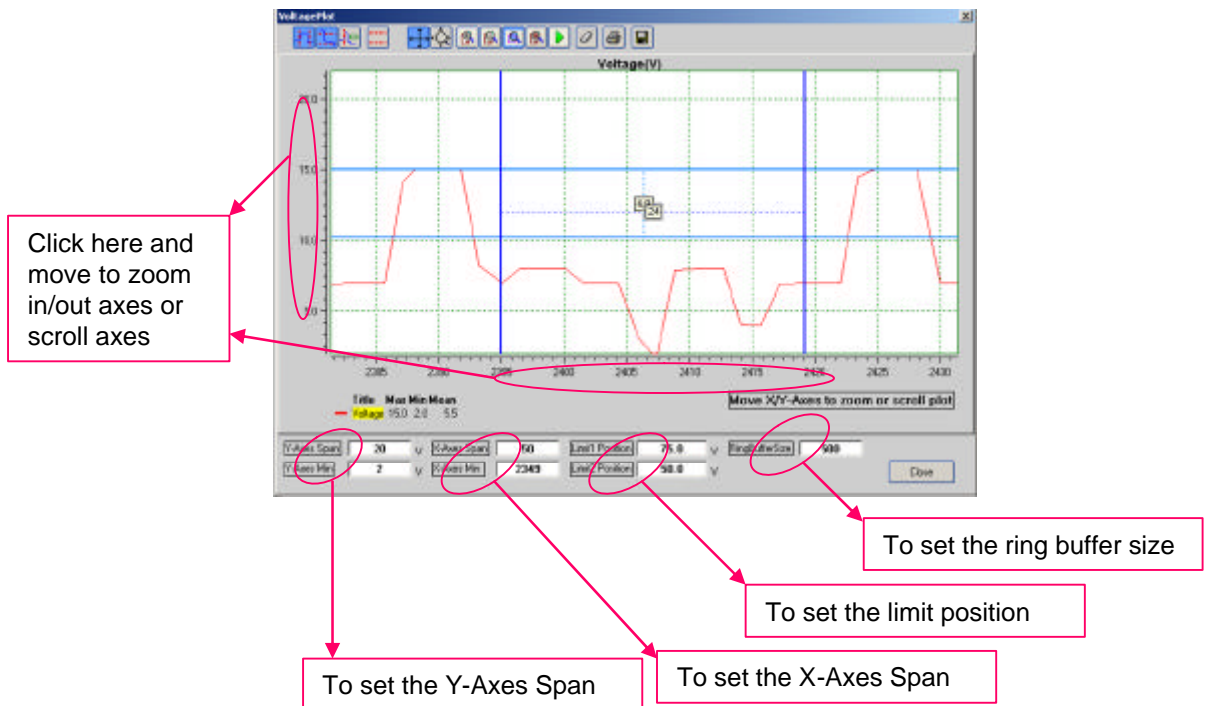 VoltagePlot
Voltage(V)
20.0
15.0
10.0
5.0
24
2385
2390
2400
2405
2410
2425
2430
Title Max Min Mean
Voltage 15.0 2.0 5.5
Move X/Y-Axes to zoom or scroll plot
Y-Axes Span 20 V X-Axes Span 50 Limit1 Position 75.0 V RingBufferSize 500
Y-Axes Min 2 V X-Axes Min 2349 Position 50.0 V
Close
Click here and
move to zoom
in/out axes or
scroll axes
To set the ring buffer size
To set the limit position
To set the Y-Axes Span
To set the X-Axes Span